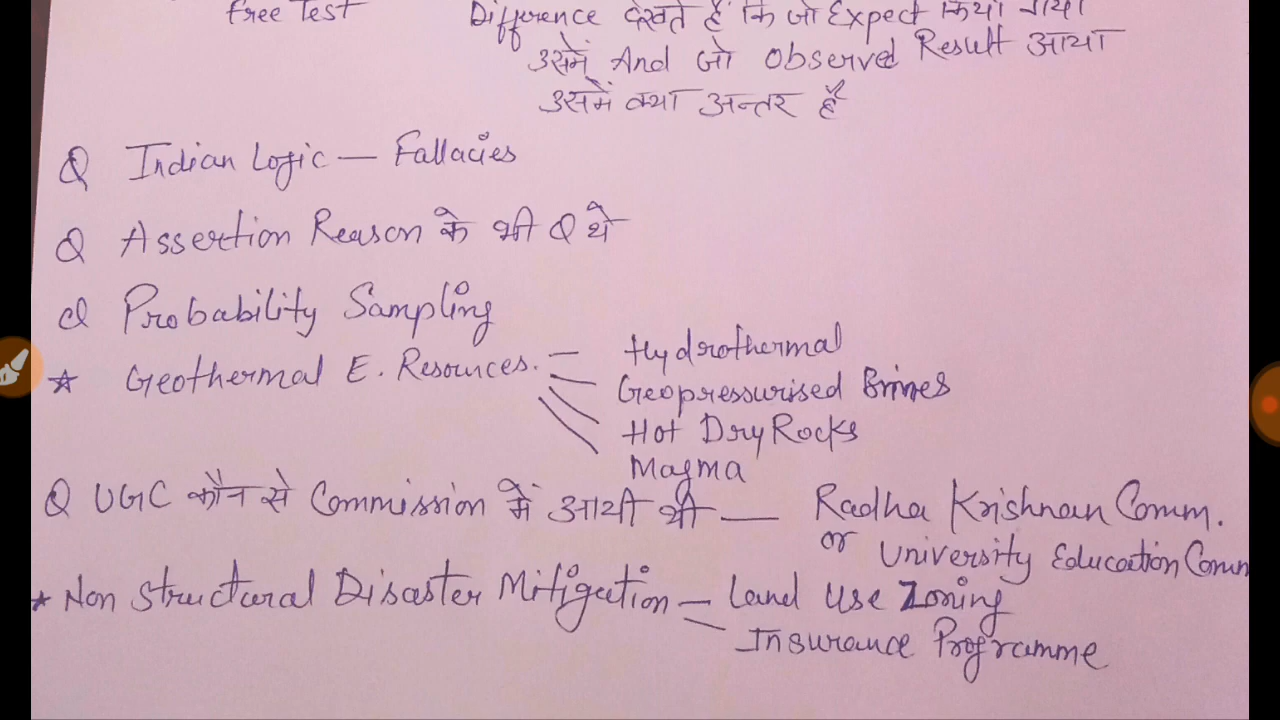 free Test Difference देखते हैं कि जो Expect किया गया
उसमें And जो Observed Result आया
उसमें क्या अन्तर है
Q Indian Logic — Fallacies
Q Assertion Reason के भी Q थे
Q Probability Sampling
☆ Geothermal E. Resources. — Hydrothermal
Geopressurised Brines
Hot Dry Rocks
Magma
Q UGC कौन से Commission में आयी थी — Radha Krishnan Comm.
or University Education Comm
★ Non Structural Disaster Mitigation — Land Use Zoning
Insurance Programme